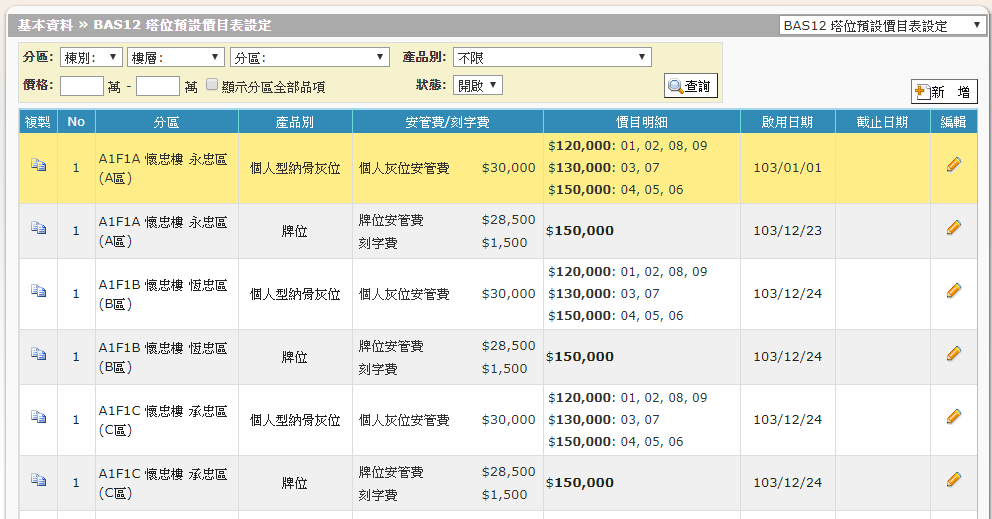 基本資料 » BAS12 塔位預設價目表設定
BAS12 塔位預設價目表設定
分區: 棟別: 樓層: 分區: 產品別: 不限
價格: 萬 - 萬 顯示分區全部品項 狀態: 開啟 查詢
新 增
複製 No 分區 產品別 安管費/刻字費 價目明細 啟用日期 截止日期 編輯
1 A1F1A 懷忠樓 永忠區 (A區) 個人型納骨灰位 個人灰位安管費 $30,000 103/01/01
$120,000: 01, 02, 08, 09
$130,000: 03, 07
$150,000: 04, 05, 06
1 A1F1A 懷忠樓 永忠區 (A區) 牌位 $150,000 103/12/23
牌位安管費 $28,500
刻字費 $1,500
1 A1F1B 懷忠樓 恆忠區 (B區) 個人型納骨灰位 個人灰位安管費 $30,000 103/12/24
$120,000: 01, 02, 08, 09
$130,000: 03, 07
$150,000: 04, 05, 06
1 A1F1B 懷忠樓 恆忠區 (B區) 牌位 $150,000 103/12/24
牌位安管費 $28,500
刻字費 $1,500
1 A1F1C 懷忠樓 承忠區 (C區) 個人型納骨灰位 個人灰位安管費 $30,000 103/12/24
$120,000: 01, 02, 08, 09
$130,000: 03, 07
$150,000: 04, 05, 06
1 A1F1C 懷忠樓 承忠區 (C區) 牌位 $150,000 103/12/24
牌位安管費 $28,500
刻字費 $1,500